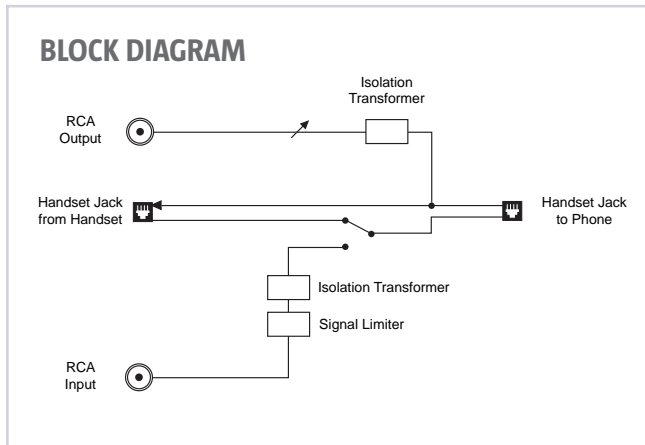 BLOCK DIAGRAM
Isolation
Transformer
RCA
Output
Handset Jack
from Handset
Handset Jack
to Phone
Isolation Transformer
Signal Limiter
RCA
Input